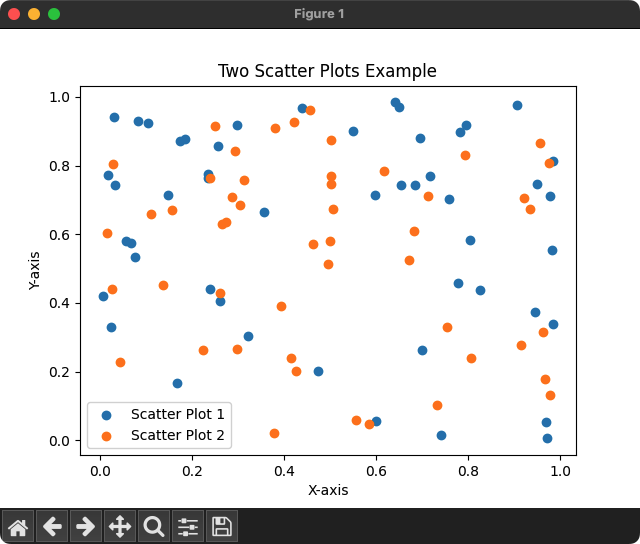 Figure 1
Two Scatter Plots Example
1.0
0.8
0.6
0.4
0.2
0.0
Y-axis
Scatter Plot 1
Scatter Plot 2
0.0 0.2 0.4 0.6 0.8 1.0
X-axis